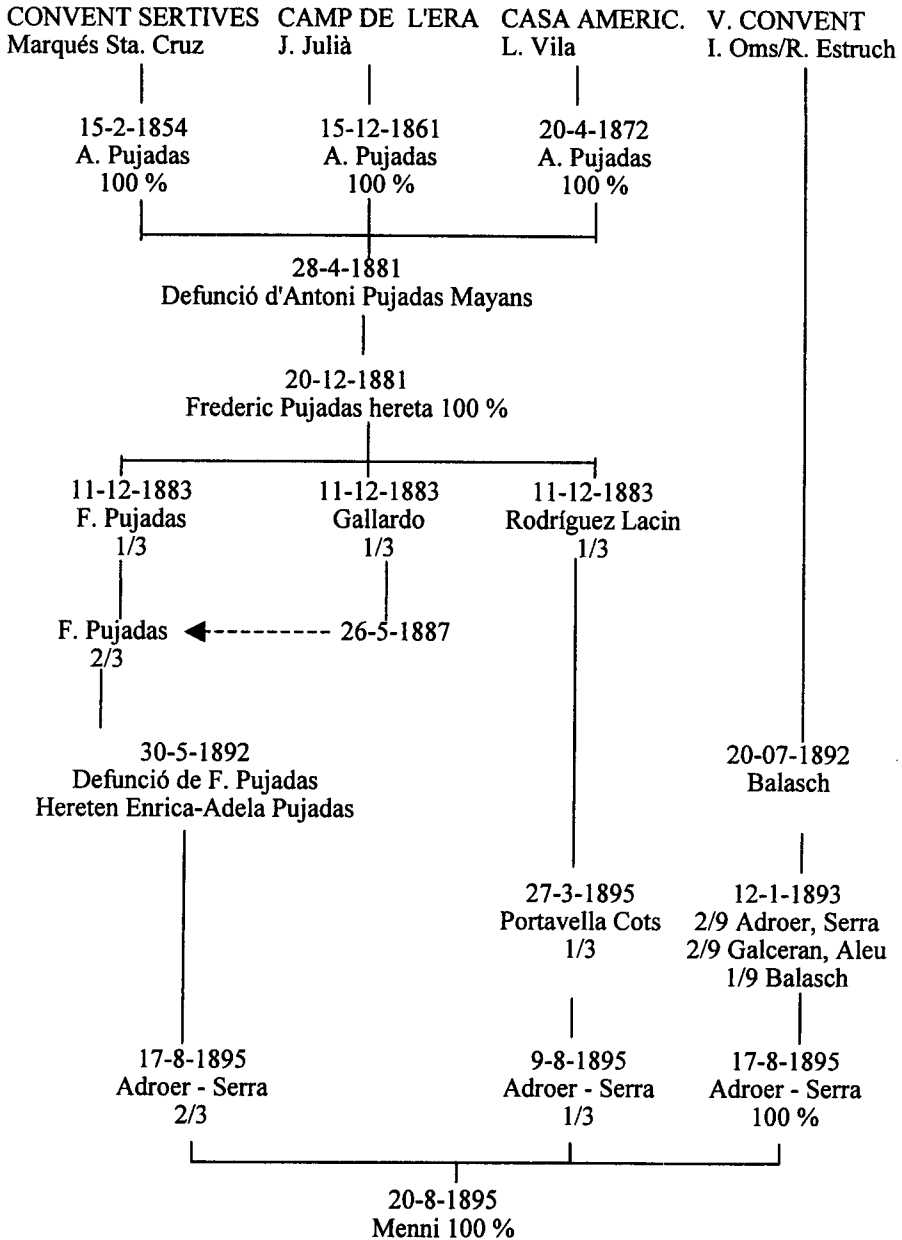 CONVENT SERTIVES CAMP DE L'ERA CASA AMERIC. V. CONVENT
Marqués Sta. Cruz J. Julià L. Vila I. Oms/R. Estruch
15-2-1854 15-12-1861 20-4-1872
A. Pujadas A. Pujadas A. Pujadas
100 % 100 % 100 %
28-4-1881
Defunció d'Antoni Pujadas Mayans
20-12-1881
Frederic Pujadas hereta 100 %
11-12-1883 11-12-1883 11-12-1883
F. Pujadas Gallardo Rodríguez Lacin
1/3 1/3 1/3
F. Pujadas 26-5-1887
2/3
30-5-1892 20-07-1892
Defunció de F. Pujadas Balasch
Hereten Enrica-Adela Pujadas
27-3-1895 12-1-1893
Portavella Cots 2/9 Adroer, Serra
1/3 2/9 Galceran, Aleu
1/9 Balasch
17-8-1895 9-8-1895 17-8-1895
Adroer - Serra Adroer - Serra Adroer - Serra
2/3 1/3 100 %
20-8-1895
Menni 100 %